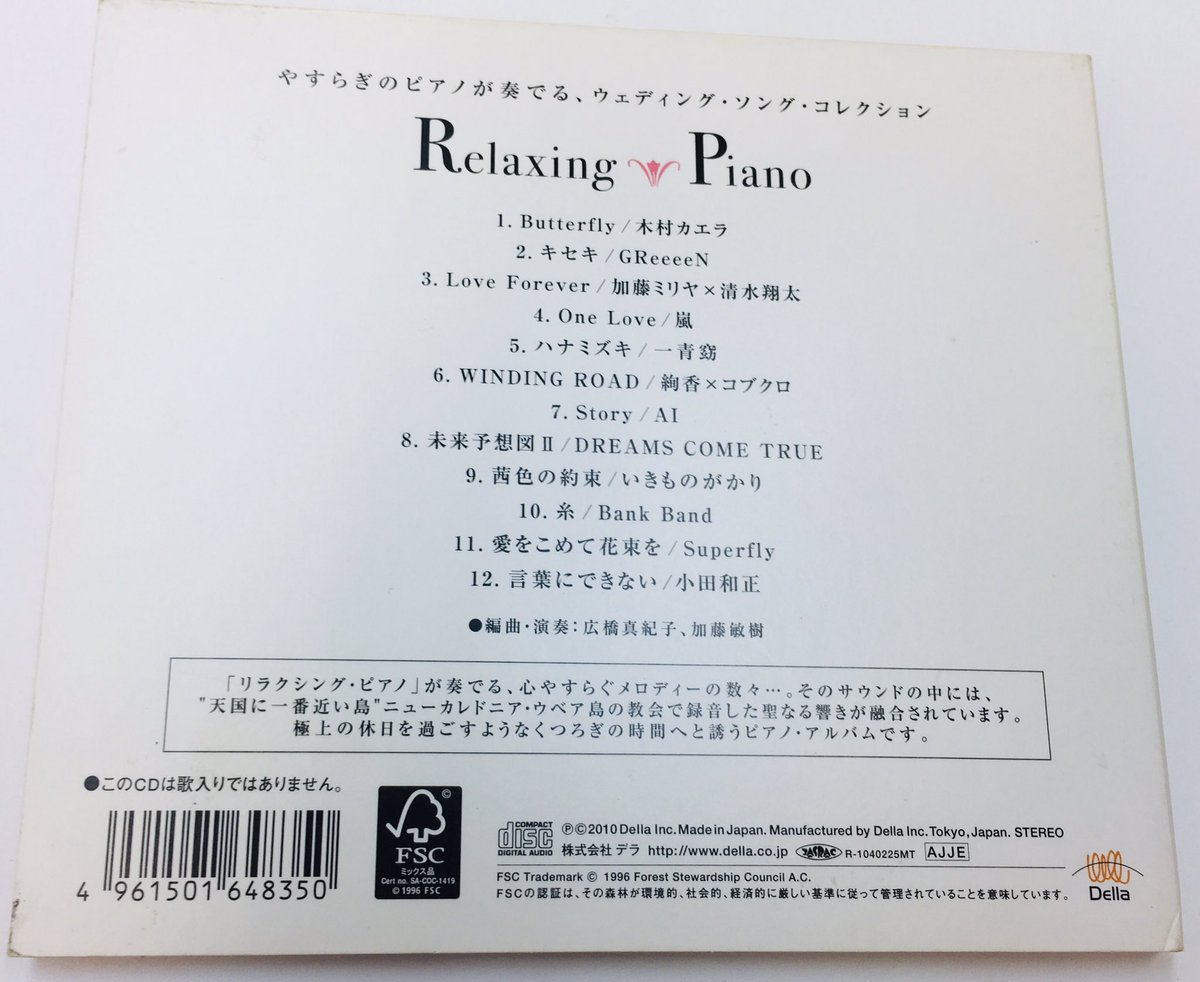 やすらぎのピアノが奏でる、ウェディング・ソング・コレクション
Relaxing Piano
1. Butterfly/木村カエラ
2. キセキ/GReeeeN
3. Love Forever/加藤ミリヤ×清水翔太
4. One Love/嵐
5. ハナミズキ/一青窈
6. WINDING ROAD/絢香×コブクロ
7. Story/AI
8. 未来予想図Ⅱ/DREAMS COME TRUE
9. 茜色の約束/いきものがかり
10. 糸/Bank Band
11. 愛をこめて花束を/Superfly
12. 言葉にできない/小田和正
●編曲・演奏：広橋真紀子、加藤敏樹
「リラクシング・ピアノ」が奏でる、心やすらぐメロディーの数々…。そのサウンドの中には、
"天国に一番近い島"ニューカレドニア・ウベア島の教会で録音した聖なる響きが融合されています。
極上の休日を過ごすようなくつろぎの時間へと誘うピアノ・アルバムです。
●このCDは歌入りではありません。
4 961501 648350
©
FSC
ミックス品
Cert no. SA-COC-1419
© 1996 FSC
COMPACT
disc
DIGITAL AUDIO
Ⓟ©2010 Della Inc. Made in Japan. Manufactured by Della Inc. Tokyo, Japan. STEREO
株式会社 デラ http://www.della.co.jp JASRAC R-1040225MT AJJE
FSC Trademark © 1996 Forest Stewardship Council A.C.
FSCの認証は、その森林が環境的、社会的、経済的に厳しい基準に従って管理されていることを意味しています。
Della